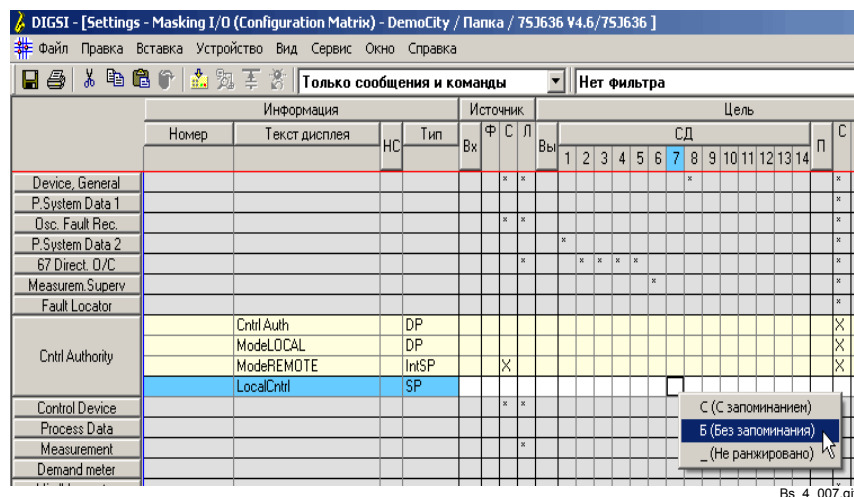 DIGSI - [Settings - Masking I/O (Configuration Matrix) - DemoCity / Папка / 7SJ636 V4.6/7SJ636 ]
Файл Правка Вставка Устройство Вид Сервис Окно Справка
Только сообщения и команды Нет фильтра
Информация Источник Цель
Номер Текст дисплея НС Тип Вх Ф С Л Вы СД П С
1 2 3 4 5 6 7 8 9 10 11 12 13 14
Device, General x x x x
P.System Data 1 x
Osc. Fault Rec. x x x
P.System Data 2 x x
67 Direct. O/C x x x x x x
Measurem.Superv x x
Fault Locator x
Cntrl Authority
Cntrl Auth DP X
ModeLOCAL DP X
ModeREMOTE IntSP X X
LocalCntrl SP
Control Device x x
Process Data
Measurement x
Demand meter
С (С запоминанием)
Б (Без запоминания)
_ (Не ранжировано)